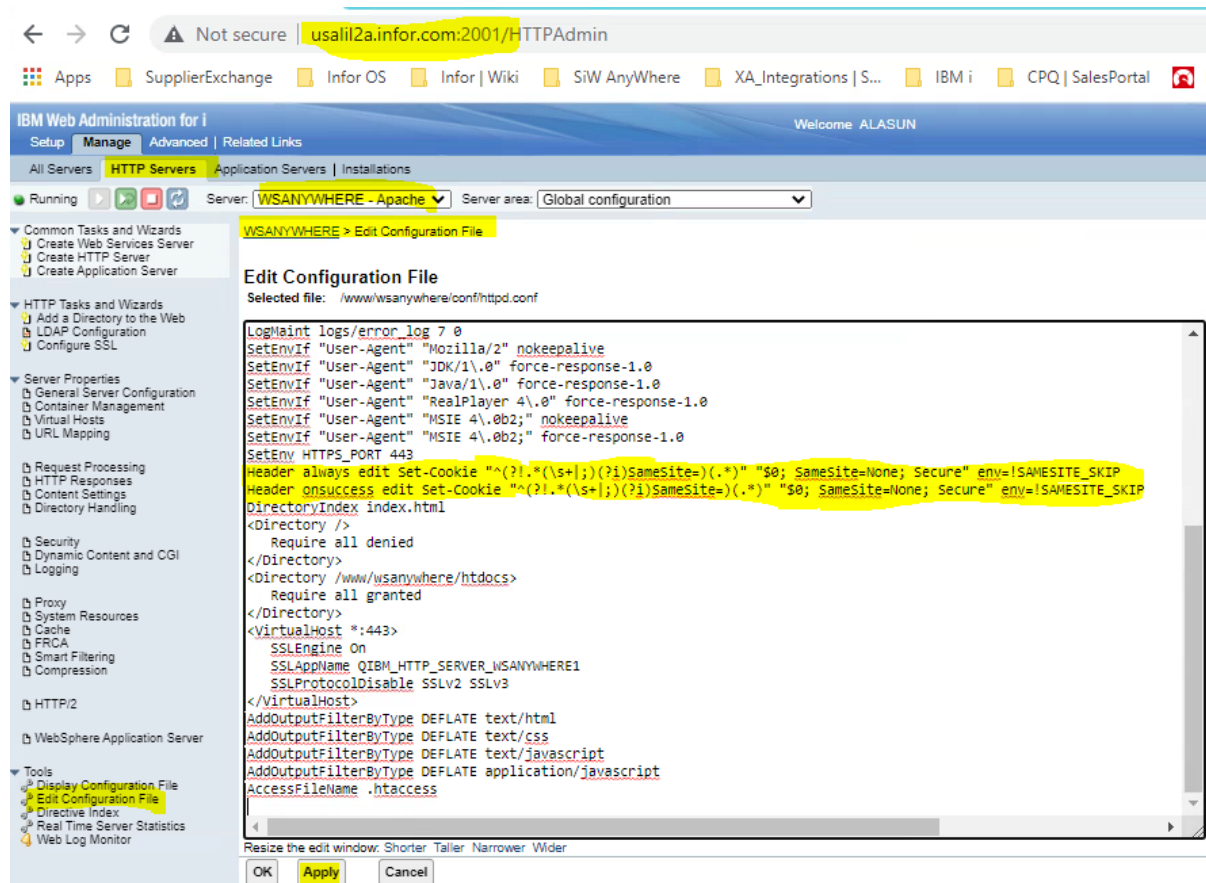 Not secure | usalil2a.infor.com:2001/HTTPAdmin
Apps SupplierExchange Infor OS Infor | Wiki SiW AnyWhere XA_Integrations | S... IBM i CPQ | SalesPortal
IBM Web Administration for i
Welcome ALASUN
Setup Manage Advanced | Related Links
All Servers HTTP Servers Application Servers | Installations
Running Server: WSANYWHERE - Apache Server area: Global configuration
Common Tasks and Wizards
Create Web Services Server
Create HTTP Server
Create Application Server
HTTP Tasks and Wizards
Add a Directory to the Web
LDAP Configuration
Configure SSL
Server Properties
General Server Configuration
Container Management
Virtual Hosts
URL Mapping
Request Processing
HTTP Responses
Content Settings
Directory Handling
Security
Dynamic Content and CGI
Logging
Proxy
System Resources
Cache
FRCA
Smart Filtering
Compression
HTTP/2
WebSphere Application Server
Tools
Display Configuration File
Edit Configuration File
Directive Index
Real Time Server Statistics
Web Log Monitor
WSANYWHERE > Edit Configuration File
Edit Configuration File
Selected file: /www/wsanywhere/conf/httpd.conf
LogMaint logs/error_log 7 0
SetEnvIf "User-Agent" "Mozilla/2" nokeepalive
SetEnvIf "User-Agent" "JDK/1\.0" force-response-1.0
SetEnvIf "User-Agent" "Java/1\.0" force-response-1.0
SetEnvIf "User-Agent" "RealPlayer 4\.0" force-response-1.0
SetEnvIf "User-Agent" "MSIE 4\.0b2;" nokeepalive
SetEnvIf "User-Agent" "MSIE 4\.0b2;" force-response-1.0
SetEnv HTTPS_PORT 443
Header always edit Set-Cookie "^(?!.*(\s+|;)(?i)SameSite=)(.*)" "$0; SameSite=None; Secure" env=!SAMESITE_SKIP
Header onsuccess edit Set-Cookie "^(?!.*(\s+|;)(?i)SameSite=)(.*)" "$0; SameSite=None; Secure" env=!SAMESITE_SKIP
DirectoryIndex index.html
<Directory />
Require all denied
</Directory>
<Directory /www/wsanywhere/htdocs>
Require all granted
</Directory>
<VirtualHost *:443>
SSLEngine On
SSLAppName QIBM_HTTP_SERVER_WSANYWHERE1
SSLProtocolDisable SSLv2 SSLv3
</VirtualHost>
AddOutputFilterByType DEFLATE text/html
AddOutputFilterByType DEFLATE text/css
AddOutputFilterByType DEFLATE text/javascript
AddOutputFilterByType DEFLATE application/javascript
AccessFileName .htaccess
Resize the edit window: Shorter Taller Narrower Wider
OK Apply Cancel